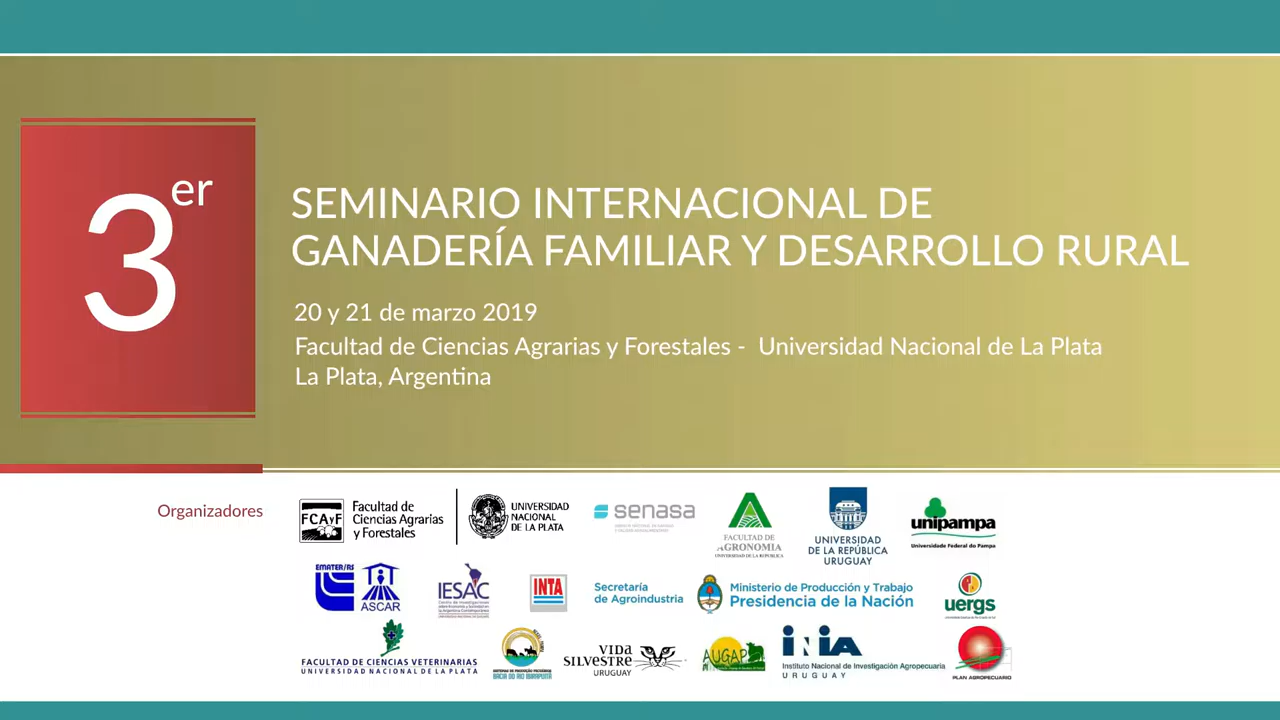 3er
SEMINARIO INTERNACIONAL DE
GANADERÍA FAMILIAR Y DESARROLLO RURAL
20 y 21 de marzo 2019
Facultad de Ciencias Agrarias y Forestales - Universidad Nacional de La Plata
La Plata, Argentina
Organizadores
FCAyF
Facultad de
Ciencias Agrarias
y Forestales
UNIVERSIDAD
NACIONAL
DE LA PLATA
senasa
FACULTAD DE
AGRONOMIA
UNIVERSIDAD DE LA REPUBLICA
UNIVERSIDAD
DE LA REPÚBLICA
URUGUAY
unipampa
Universidade Federal do Pampa
EMATER/RS
ASCAR
IESAC
INTA
Secretaría
de Agroindustria
Ministerio de Producción y Trabajo
Presidencia de la Nación
uergs
FACULTAD DE CIENCIAS VETERINARIAS
UNIVERSIDAD NACIONAL DE LA PLATA
VIDA
SILVESTRE
URUGUAY
AUGAP
INIA
Instituto Nacional de Investigación Agropecuaria
URUGUAY
PLAN AGROPECUARIO